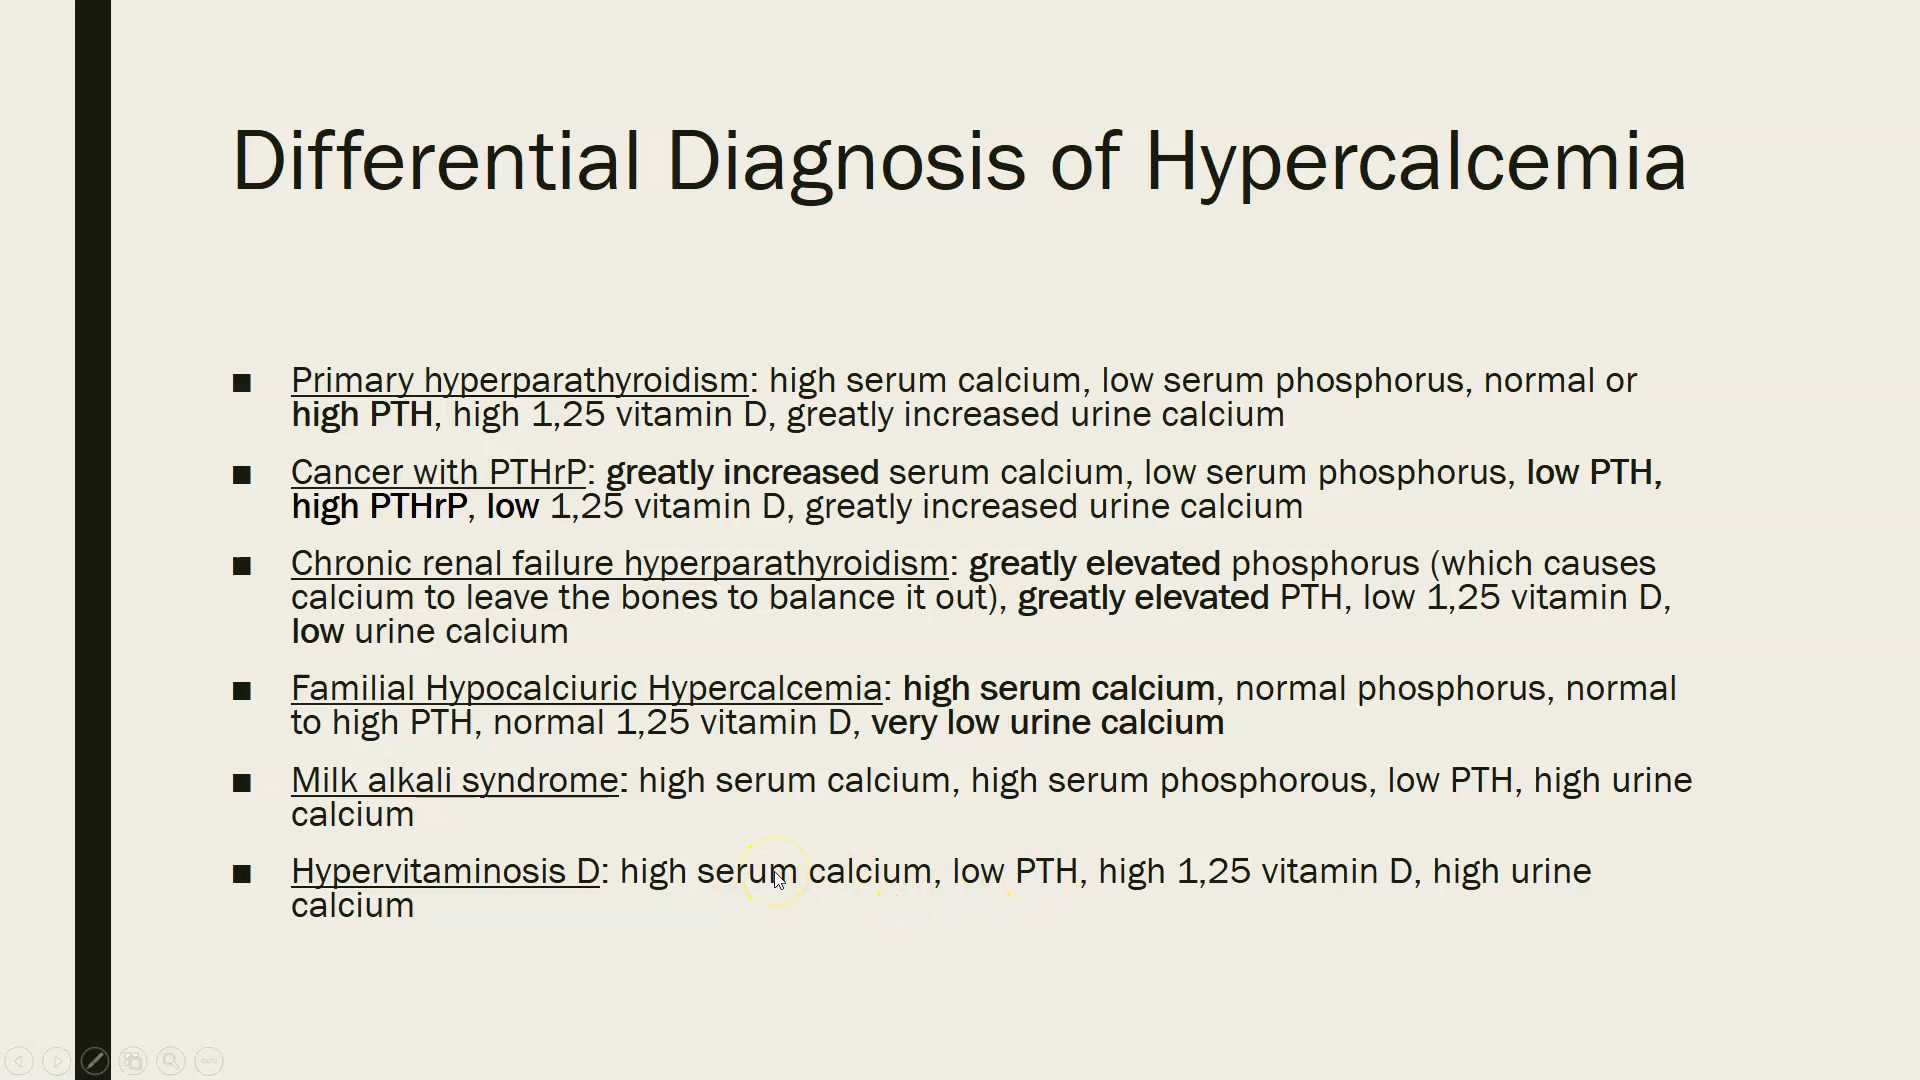 Differential Diagnosis of Hypercalcemia
■ Primary hyperparathyroidism: high serum calcium, low serum phosphorus, normal or
high PTH, high 1,25 vitamin D, greatly increased urine calcium
■ Cancer with PTHrP: greatly increased serum calcium, low serum phosphorus, low PTH,
high PTHrP, low 1,25 vitamin D, greatly increased urine calcium
■ Chronic renal failure hyperparathyroidism: greatly elevated phosphorus (which causes
calcium to leave the bones to balance it out), greatly elevated PTH, low 1,25 vitamin D,
low urine calcium
■ Familial Hypocalciuric Hypercalcemia: high serum calcium, normal phosphorus, normal
to high PTH, normal 1,25 vitamin D, very low urine calcium
■ Milk alkali syndrome: high serum calcium, high serum phosphorous, low PTH, high urine
calcium
■ Hypervitaminosis D: high serum calcium, low PTH, high 1,25 vitamin D, high urine
calcium